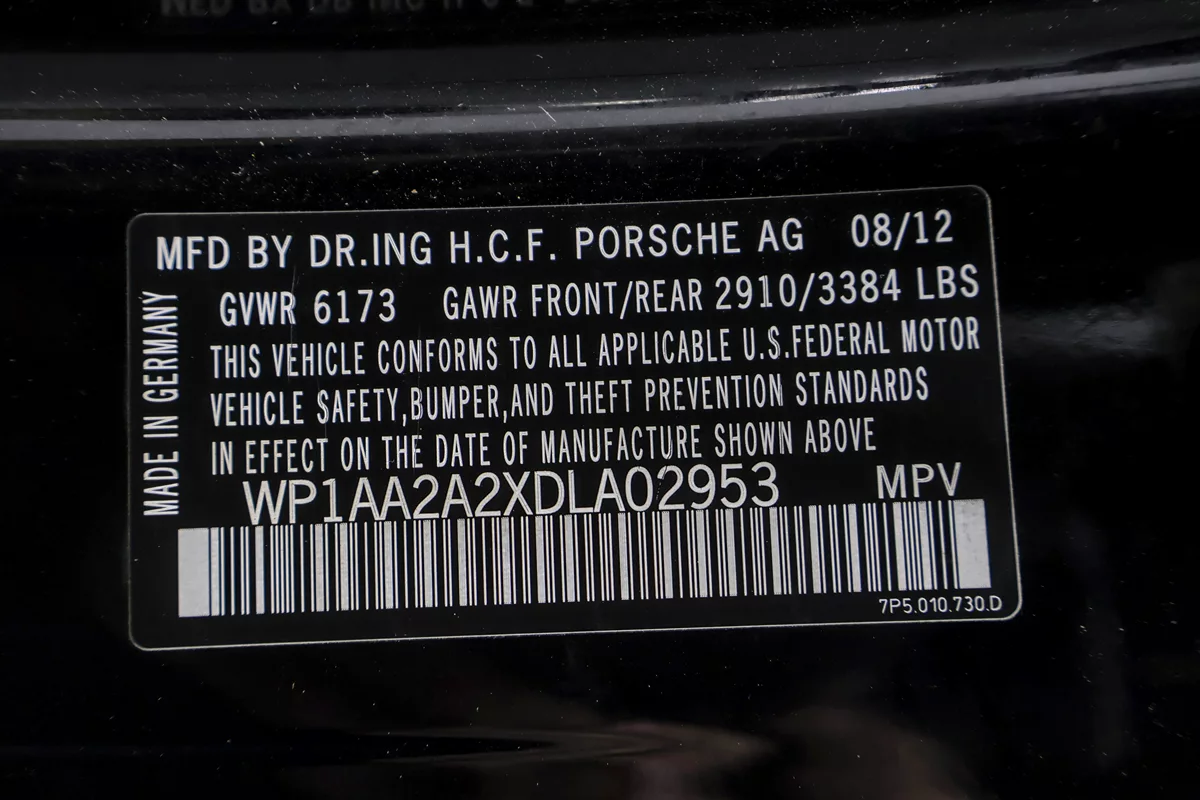 MFD BY DR.ING H.C.F. PORSCHE AG 08/12
GVWR 6173 GAWR FRONT/REAR 2910/3384 LBS
THIS VEHICLE CONFORMS TO ALL APPLICABLE U.S.FEDERAL MOTOR
VEHICLE SAFETY,BUMPER,AND THEFT PREVENTION STANDARDS
IN EFFECT ON THE DATE OF MANUFACTURE SHOWN ABOVE
WP1AA2A2XDLA02953 MPV
7P5.010.730.D
MADE IN GERMANY